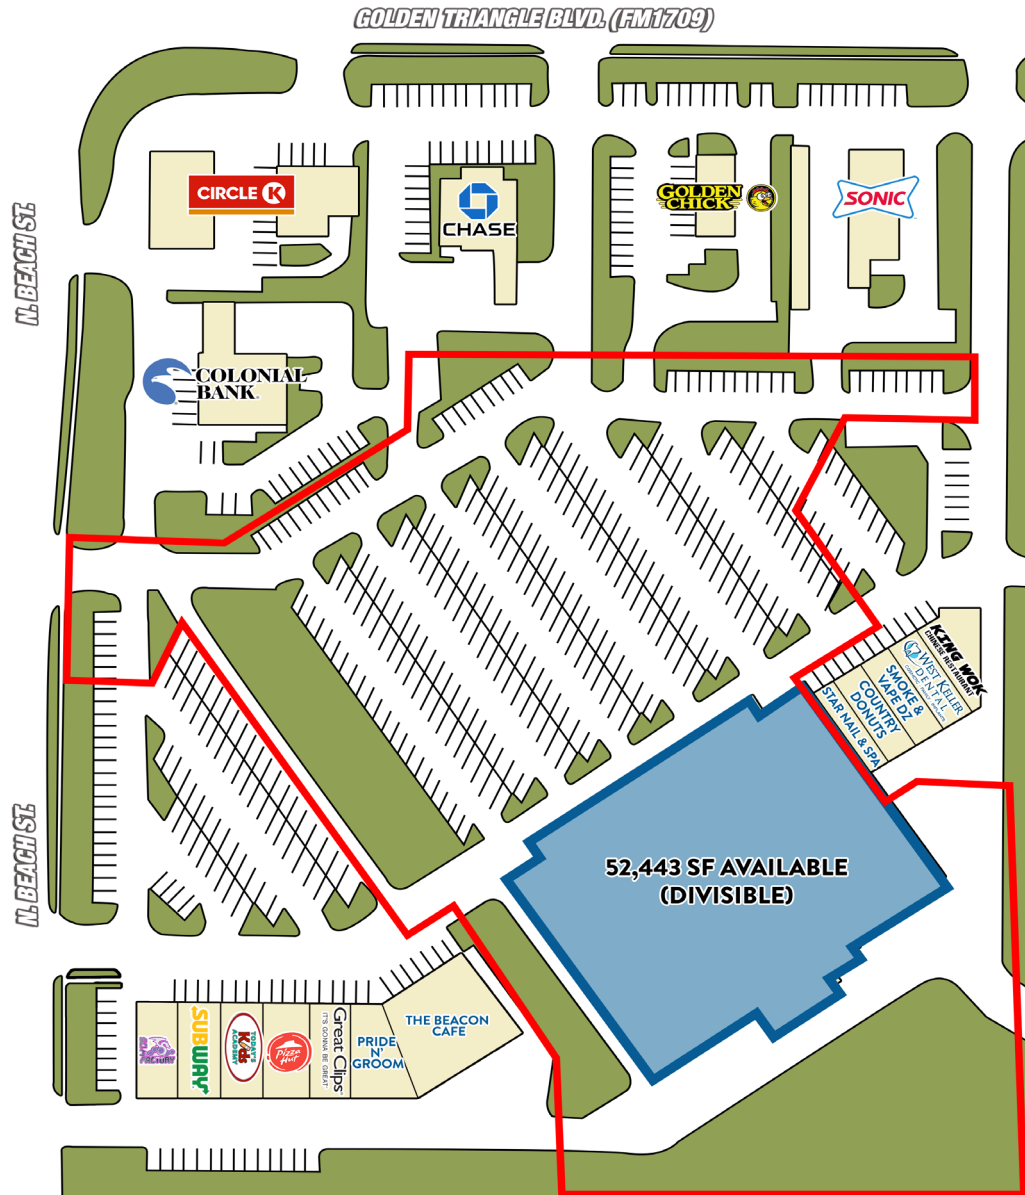 GOLDEN TRIANGLE BLVD. (FM1709)
N. BEACH ST.
CIRCLE K
CHASE
GOLDEN
CHICK
SONIC
COLONIAL
BANK
KING WOK
CHINESE RESTAURANT
WEST KELLER
DENTAL
SMOKE &
VAPE DZ
COUNTRY
DONUTS
STAR NAIL & SPA
52,443 SF AVAILABLE
(DIVISIBLE)
N. BEACH ST.
SUBWAY
TODAY'S
Kids
ACADEMY
Pizza
Hut
Great Clips
IT'S GONNA BE GREAT
PRIDE
N'
GROOM
THE BEACON
CAFE